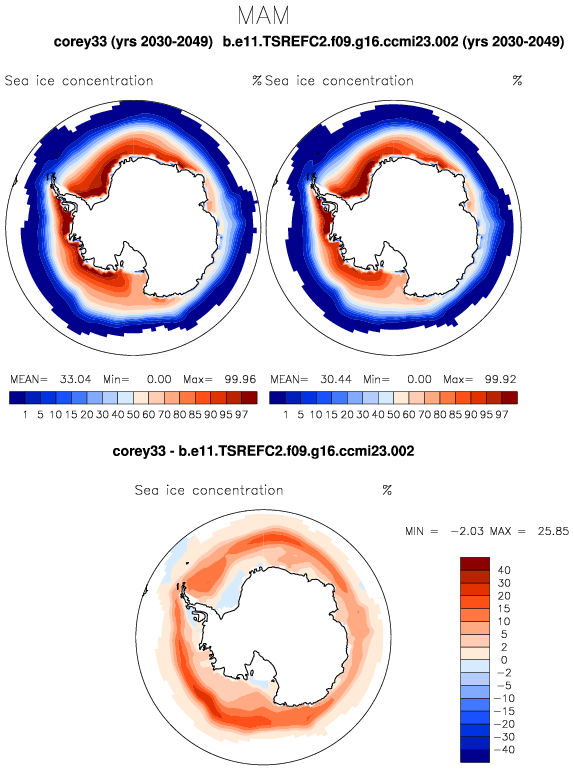 MAM
corey33 (yrs 2030-2049) b.e11.TSREFC2.f09.g16.ccmi23.002 (yrs 2030-2049)
Sea ice concentration % Sea ice concentration %
MEAN= 33.04 Min= 0.00 Max= 99.96 MEAN= 30.44 Min= 0.00 Max= 99.92
1 5 10 15 20 30 40 50 60 70 80 85 90 95 97 1 5 10 15 20 30 40 50 60 70 80 85 90 95 97
corey33 - b.e11.TSREFC2.f09.g16.ccmi23.002
Sea ice concentration %
MIN = -2.03 MAX = 25.85
40
30
20
15
10
5
2
0
-2
-5
-10
-15
-20
-30
-40